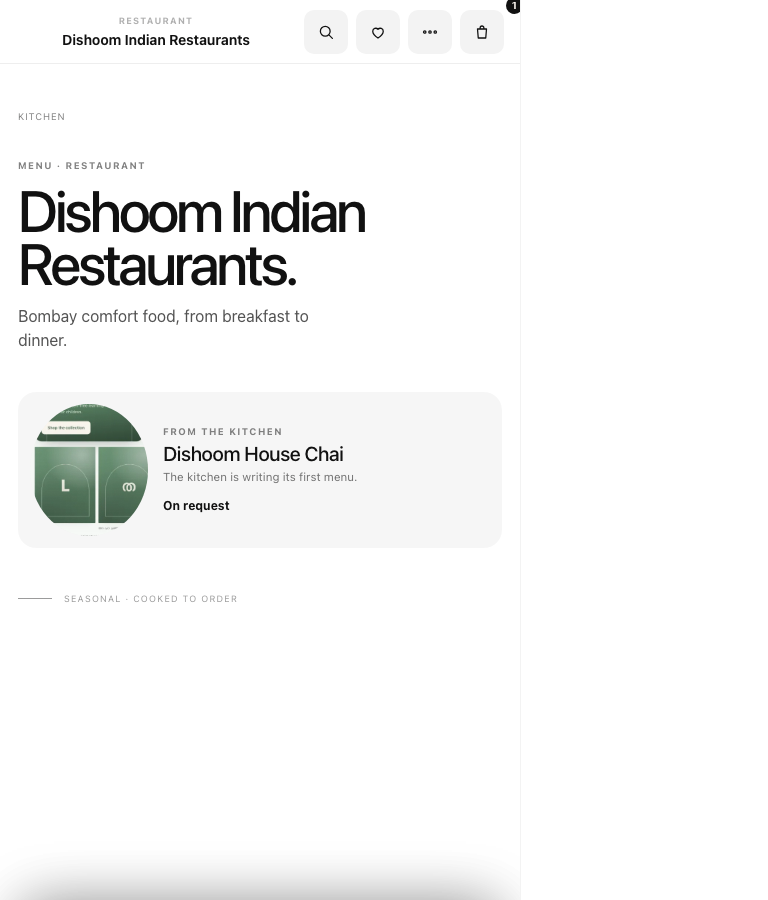 RESTAURANT
Dishoom Indian Restaurants
1
KITCHEN
MENU · RESTAURANT
Dishoom Indian
Restaurants.
Bombay comfort food, from breakfast to
dinner.
Shop the collection
L
FROM THE KITCHEN
Dishoom House Chai
The kitchen is writing its first menu.
On request
SEASONAL · COOKED TO ORDER